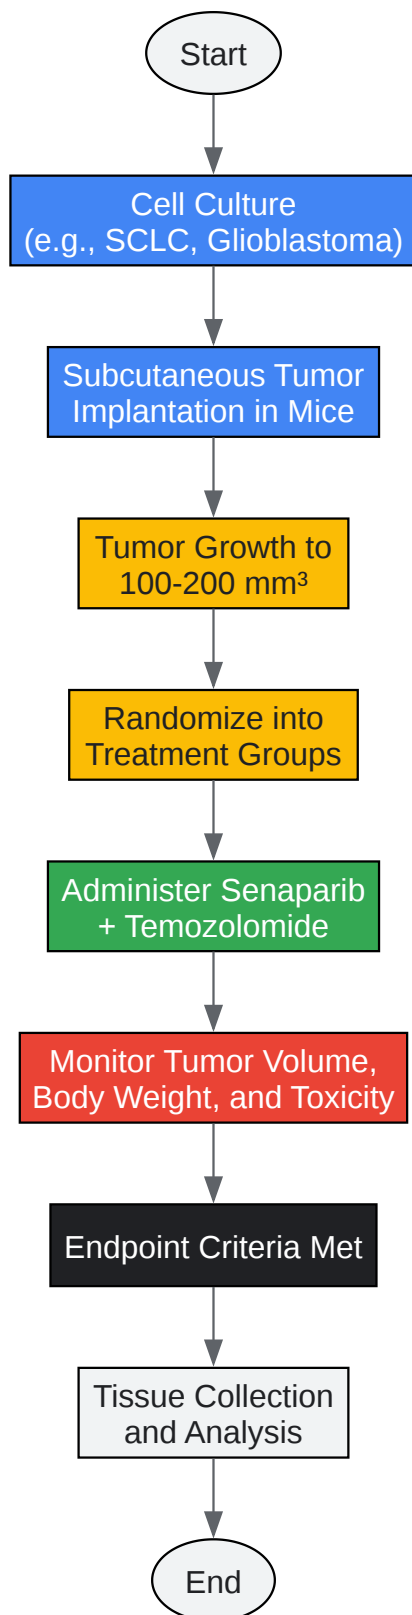 Start
Cell Culture
(e.g., SCLC, Glioblastoma)
Subcutaneous Tumor
Implantation in Mice
Tumor Growth to
100-200 mm³
Randomize into
Treatment Groups
Administer Senaparib
+ Temozolomide
Monitor Tumor Volume,
Body Weight, and Toxicity
Endpoint Criteria Met
Tissue Collection
and Analysis
End